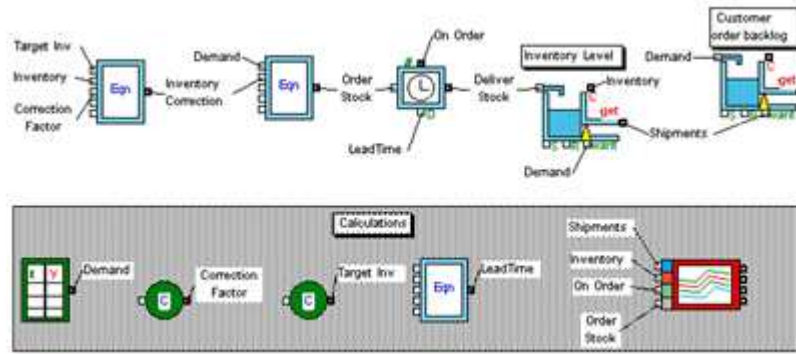 Customer
order backlog
On Order
Target Inv
Demand
Inventory Level
Demand
Inventory
Eqn
Inventory
Correction
Eqn
Order
Stock
Deliver
Stock
Inventory
get
get
Correction
Factor
LeadTime
Shipments
Demand
Calculations
Shipments
Demand
Correction
Factor
Target Inv
LeadTime
Inventory
x Y
C
C
Eqn
On Order
Order
Stock